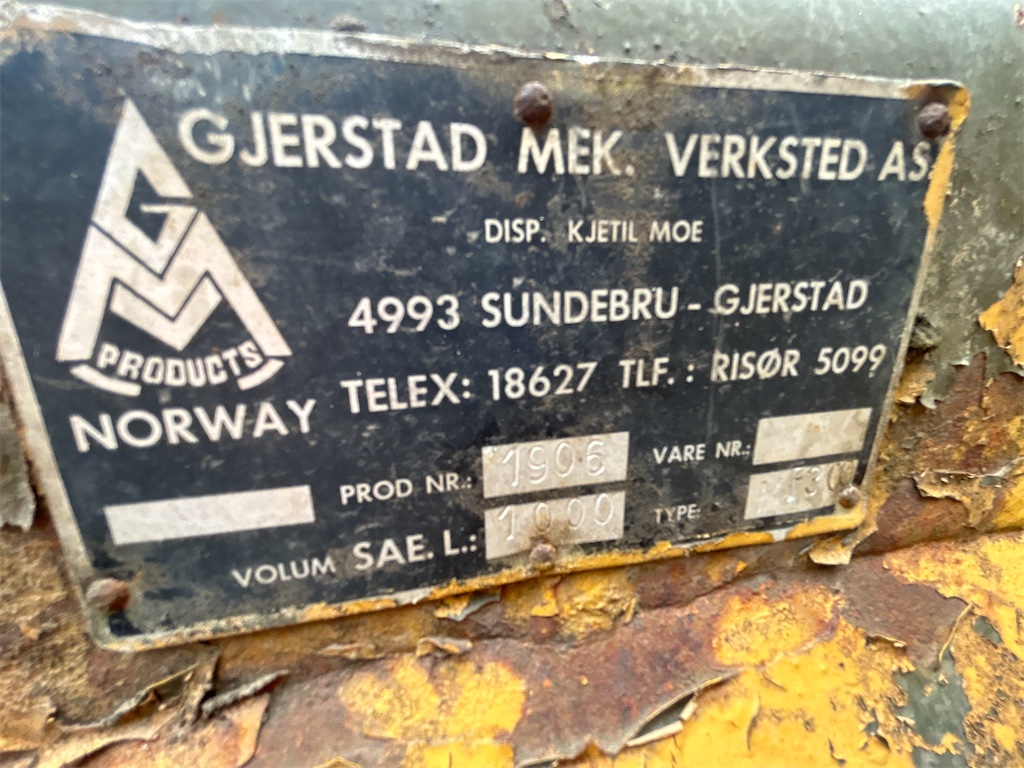 GJERSTAD MEK. VERKSTED AS.
DISP. KJETIL MOE
4993 SUNDEBRU - GJERSTAD
TELEX: 18627 TLF. : RISØR 5099
GM
PRODUCTS
NORWAY
PROD NR.: 1906 VARE NR.:
VOLUM SAE. L.: 1000 TYPE: